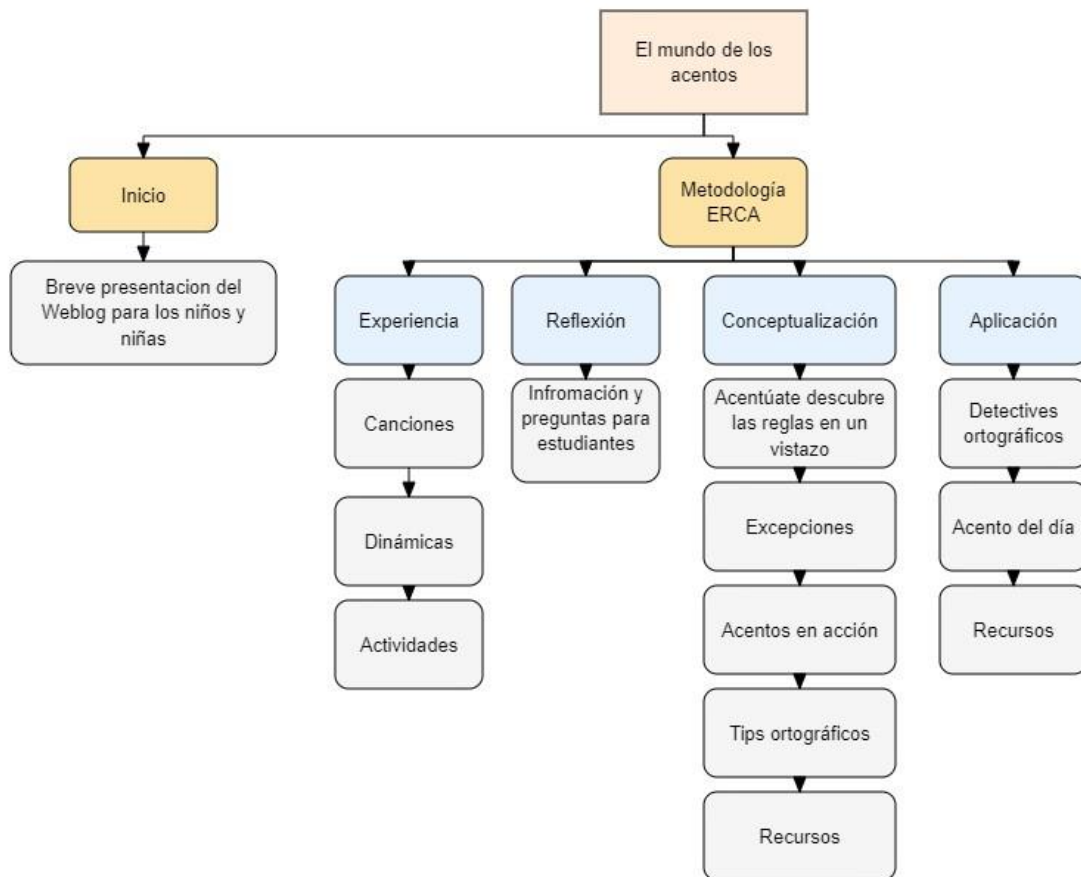 El mundo de los
acentos
Inicio
Metodología
ERCA
Breve presentacion del
Weblog para los niños y
niñas
Experiencia
Reflexión
Conceptualización
Aplicación
Canciones
Infromación y
preguntas para
estudiantes
Acentúate descubre
las reglas en un
vistazo
Detectives
ortográficos
Dinámicas
Excepciones
Acento del día
Actividades
Acentos en acción
Recursos
Tips ortográficos
Recursos